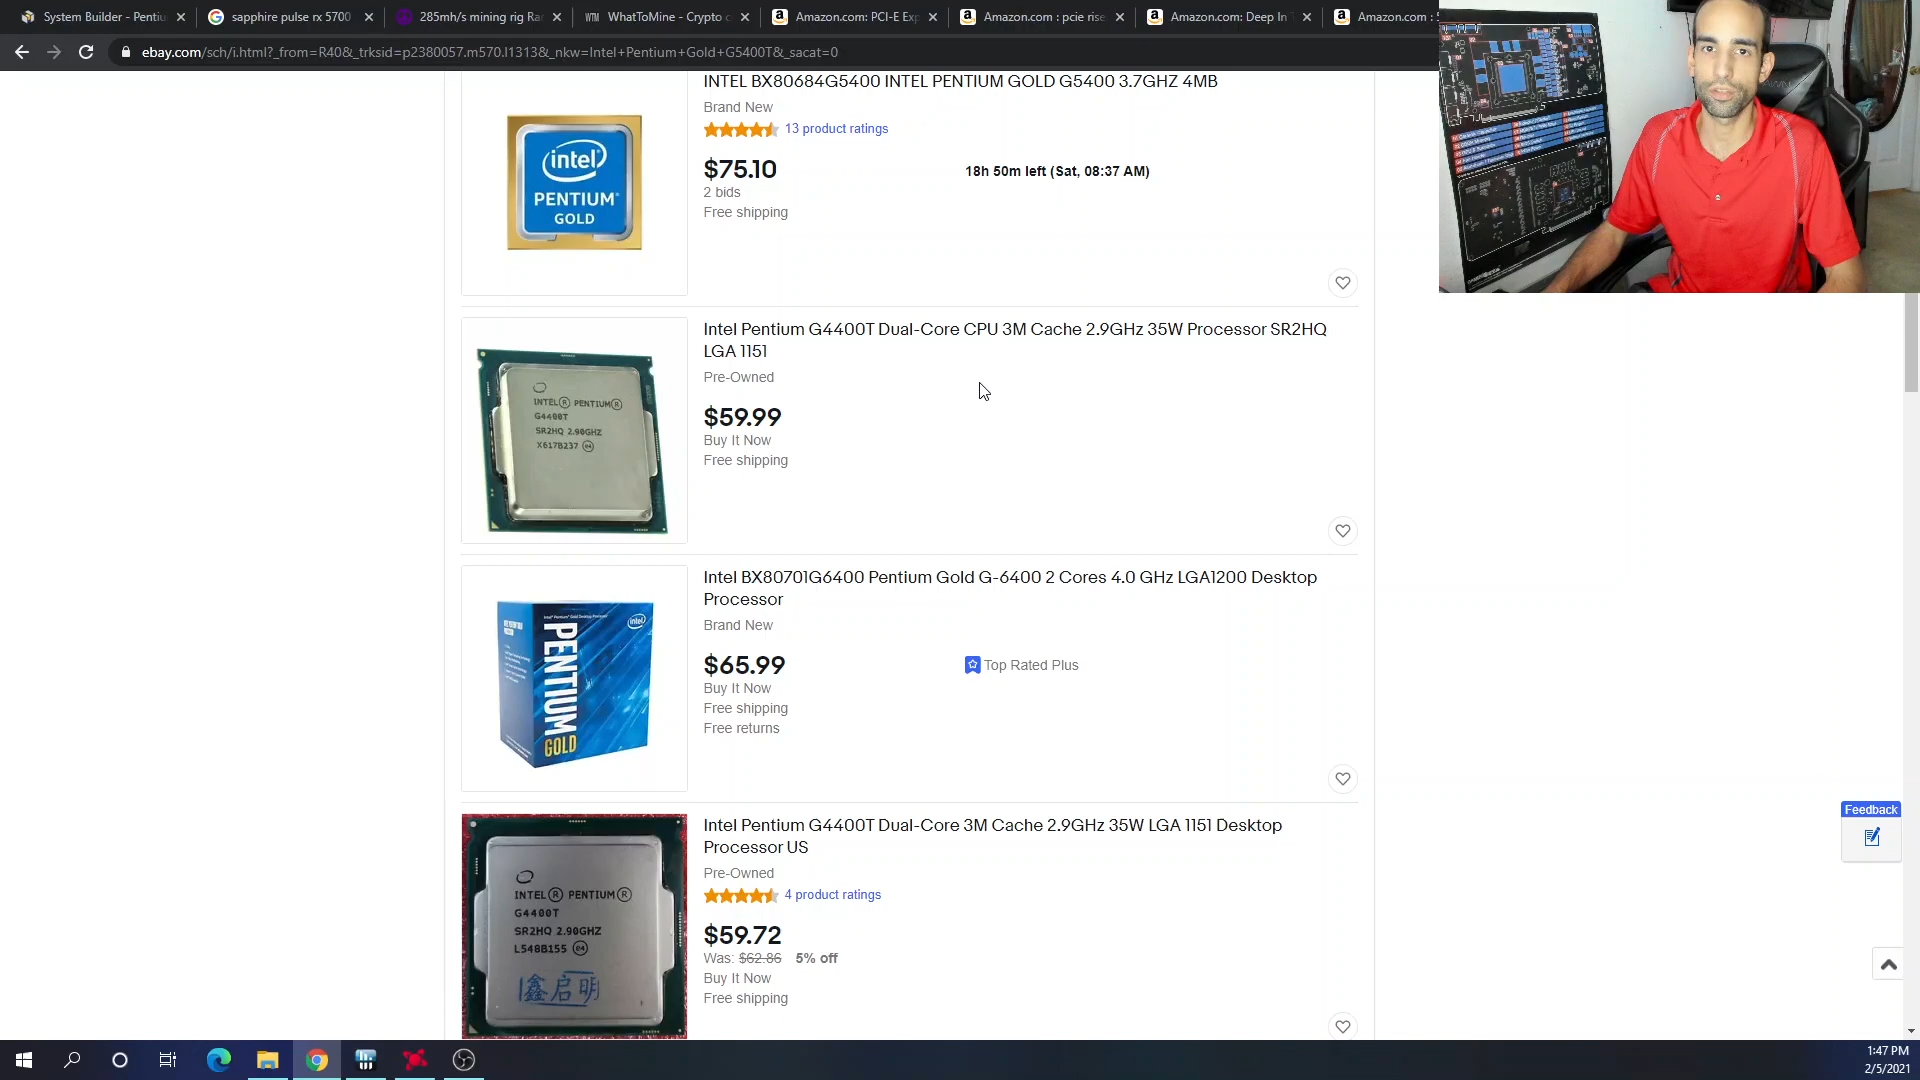 System Builder - Pentiu
sapphire pulse rx 5700
285mh/s mining rig Ra
WTM WhatToMine - Crypto c
Amazon.com: PCI-E Exp
Amazon.com : pcie rise
Amazon.com: Deep In T
Amazon.com :
ebay.com/sch/i.html?_from=R40&_trksid=p2380057.m570.l1313&_nkw=Intel+Pentium+Gold+G5400T&_sacat=0
intel
PENTIUM
GOLD
INTEL BX80684G5400 INTEL PENTIUM GOLD G5400 3.7GHZ 4MB
Brand New
13 product ratings
$75.10
18h 50m left (Sat, 08:37 AM)
2 bids
Free shipping
INTEL® PENTIUM®
G4400T
SR2HQ 2.90GHZ
X617B237 e4
Intel Pentium G4400T Dual-Core CPU 3M Cache 2.9GHz 35W Processor SR2HQ
LGA 1151
Pre-Owned
$59.99
Buy It Now
Free shipping
intel
PENTIUM
GOLD
Intel BX80701G6400 Pentium Gold G-6400 2 Cores 4.0 GHz LGA1200 Desktop
Processor
Brand New
$65.99
Top Rated Plus
Buy It Now
Free shipping
Free returns
INTEL® PENTIUM®
G4400T
SR2HQ 2.90GHZ
L548B155 e4
鑫启明
Intel Pentium G4400T Dual-Core 3M Cache 2.9GHz 35W LGA 1151 Desktop
Processor US
Pre-Owned
4 product ratings
$59.72
Was: $62.86 5% off
Buy It Now
Free shipping
Feedback
1:47 PM
2/5/2021